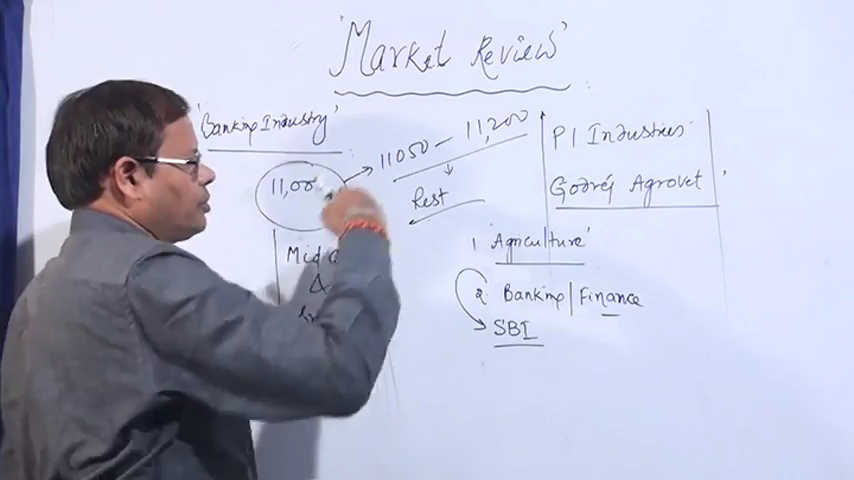 'Market Review'
'Banking Industry'
11050 - 11,200
Rest
11,00
Mid
&
PI Industries
Godrej Agrovet
1 'Agriculture'
2. Banking/Finance
SBI